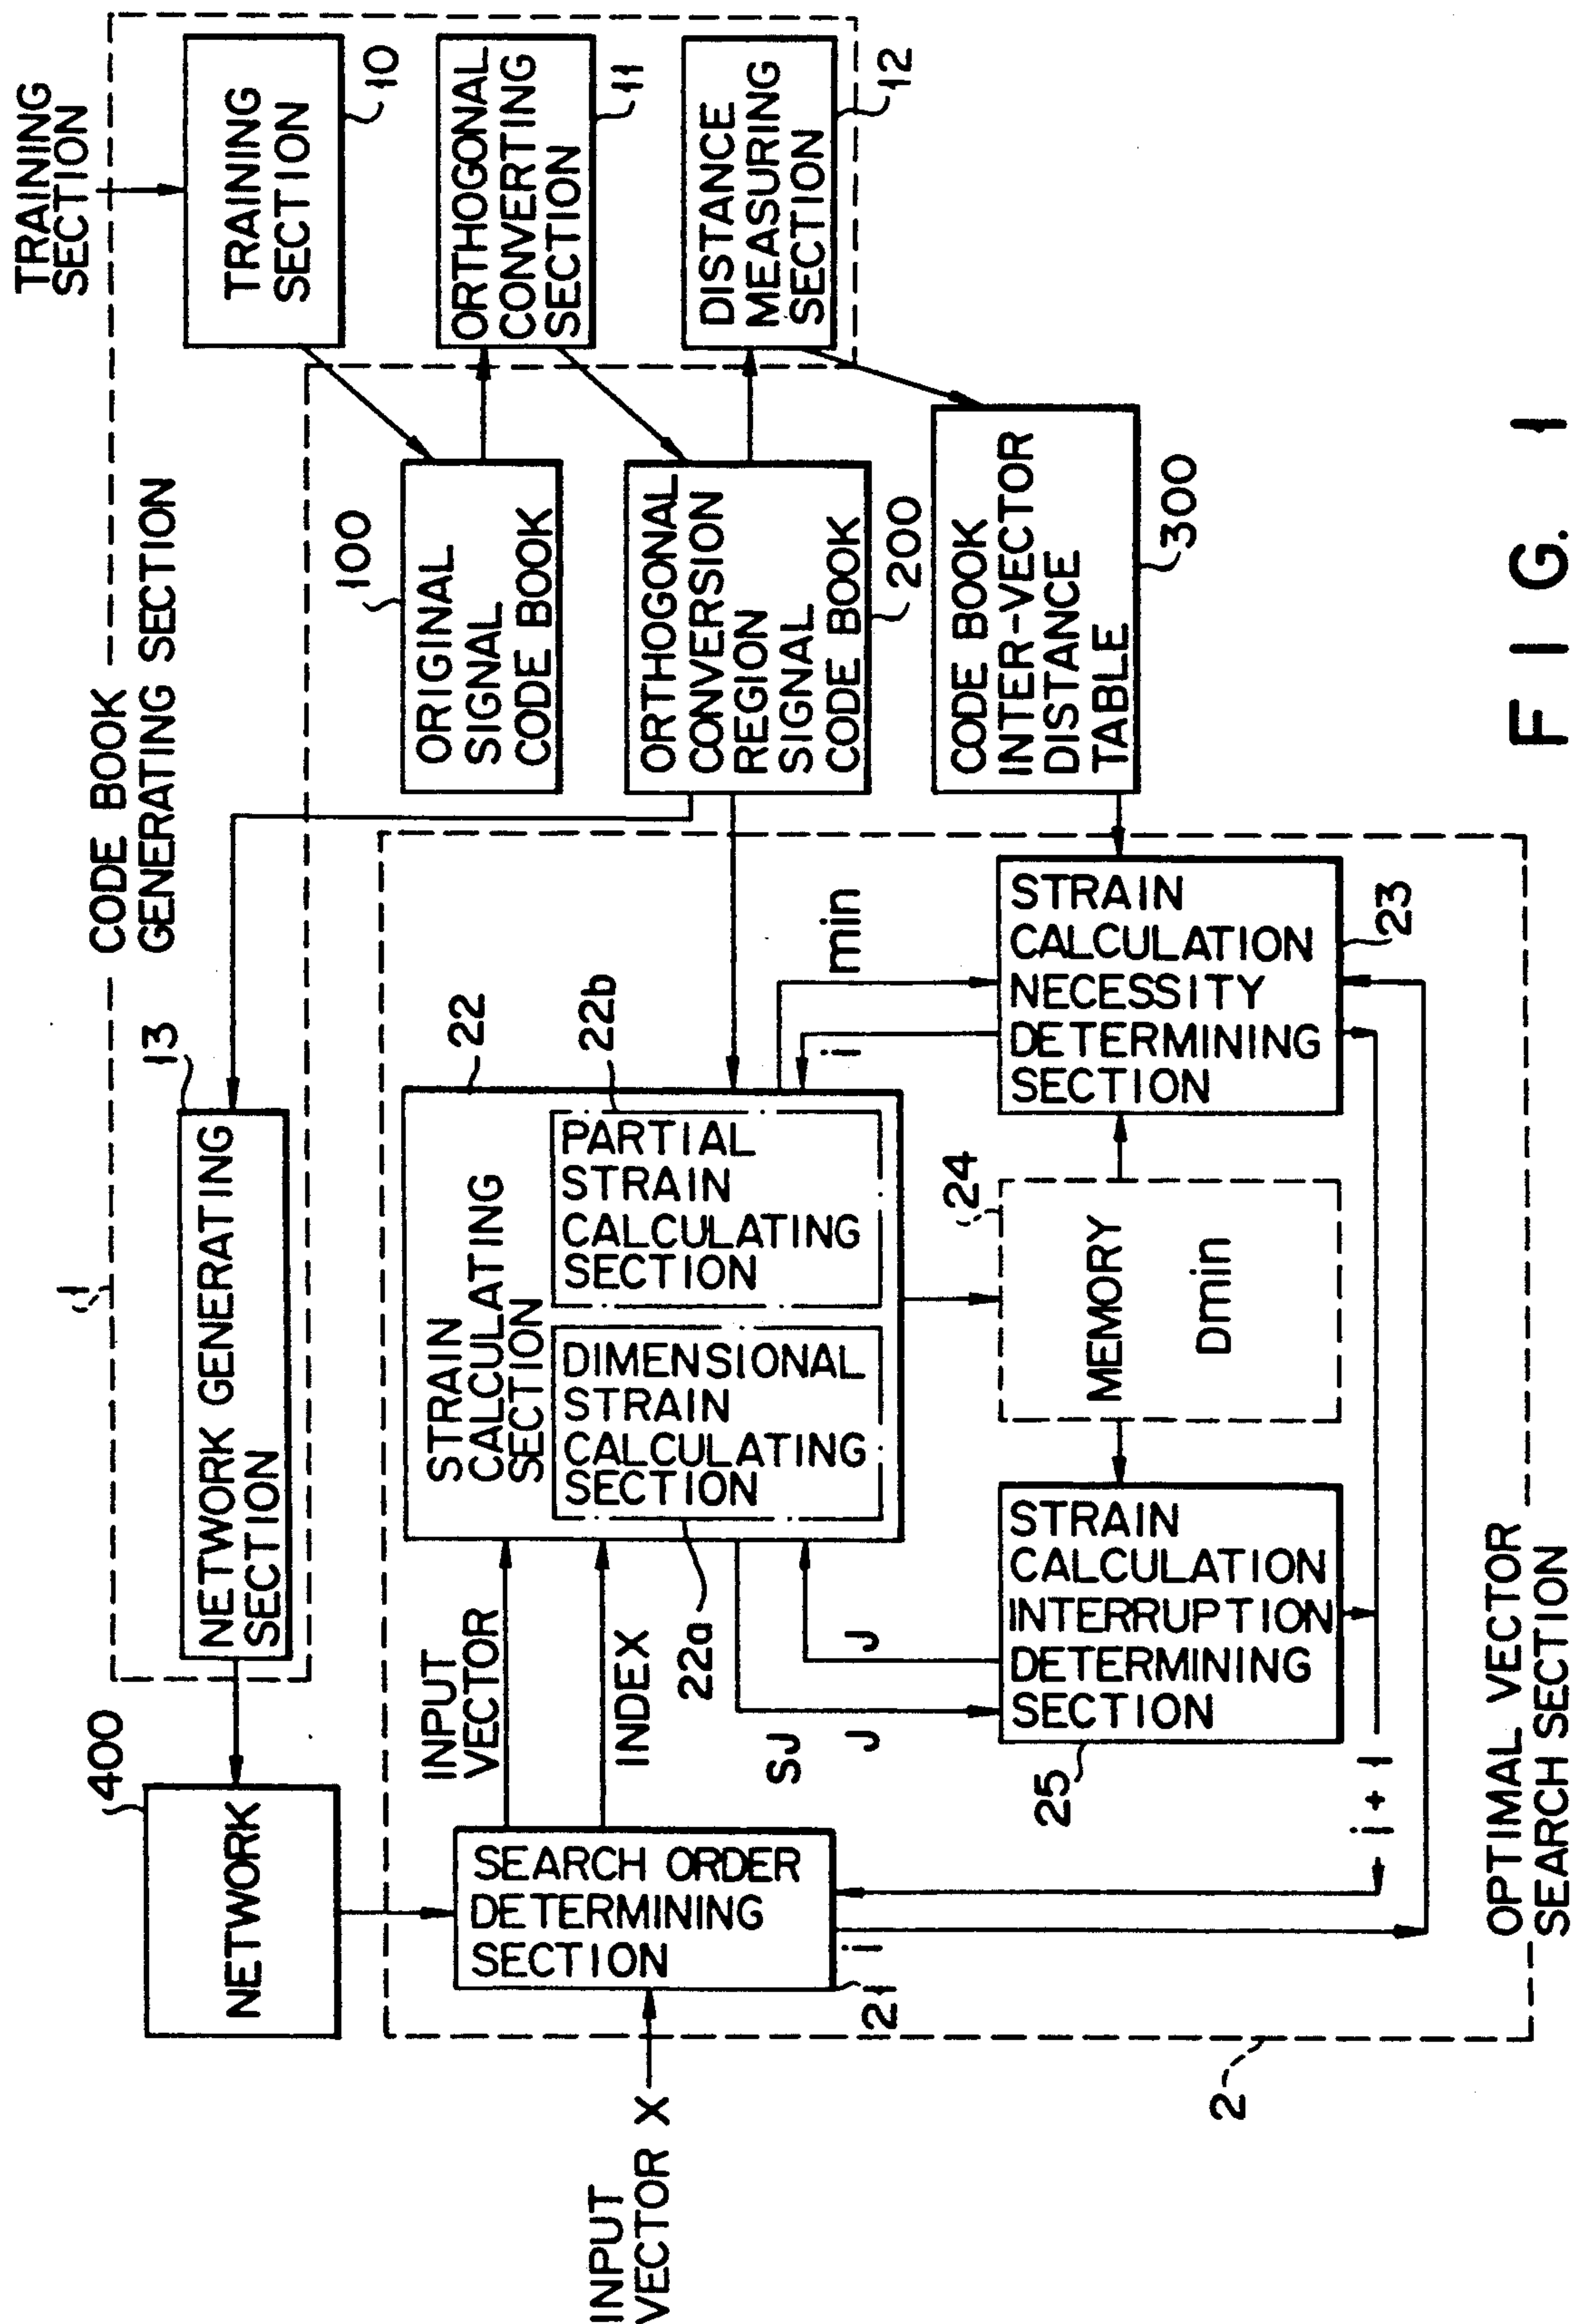 TRAINING
SECTION
CODE BOOK
GENERATING SECTION
1
TRAINING
SECTION
10
ORTHOGONAL
CONVERTING
SECTION
11
DISTANCE
MEASURING
SECTION
12
NETWORK GENERATING
SECTION
13
100
ORIGINAL
SIGNAL
CODE BOOK
ORTHOGONAL
CONVERSION
REGION
SIGNAL
CODE BOOK
200
CODE BOOK
INTER-VECTOR
DISTANCE
TABLE
300
400
NETWORK
INPUT
VECTOR X
SEARCH ORDER
DETERMINING
SECTION
21
i
INPUT
VECTOR
INDEX
22
STRAIN
CALCULATING
SECTION
22a
DIMENSIONAL
STRAIN
CALCULATING
SECTION
22b
PARTIAL
STRAIN
CALCULATING
SECTION
SJ
J
J
i
min
25
STRAIN
CALCULATION
INTERRUPTION
DETERMINING
SECTION
24
MEMORY
Dmin
STRAIN
CALCULATION
NECESSITY
DETERMINING
SECTION
23
i + 1
2
OPTIMAL VECTOR
SEARCH SECTION
FIG. 1